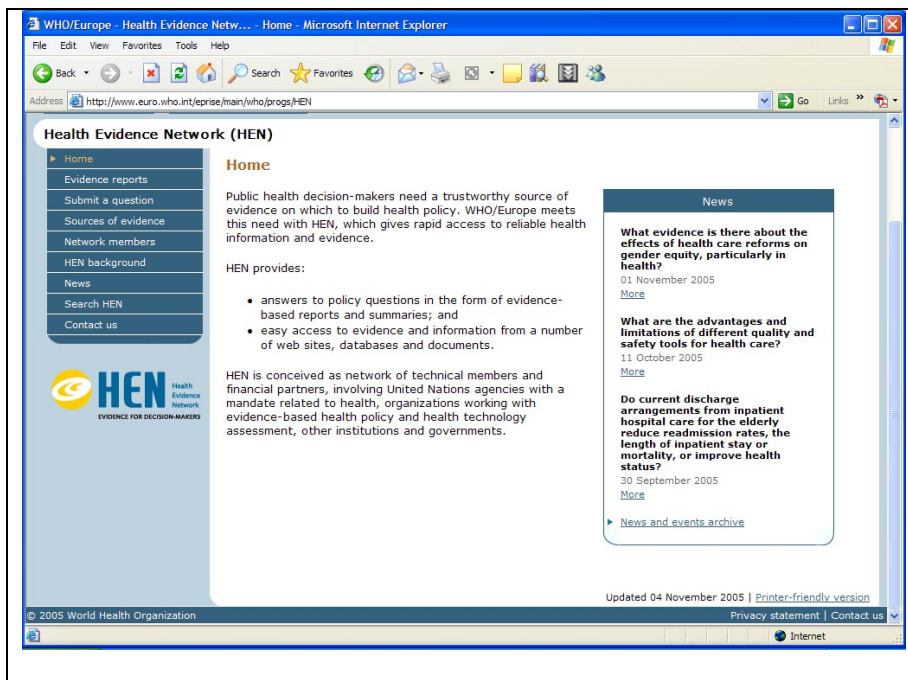 WHO/Europe - Health Evidence Netw... - Home - Microsoft Internet Explorer
File Edit View Favorites Tools Help
Back Search Favorites
Address http://www.euro.who.int/eprise/main/who/progs/HEN Go Links »
Health Evidence Network (HEN)
Home
Evidence reports
Submit a question
Sources of evidence
Network members
HEN background
News
Search HEN
Contact us
HEN Health
Evidence
Network
EVIDENCE FOR DECISION-MAKERS
Home
Public health decision-makers need a trustworthy source of
evidence on which to build health policy. WHO/Europe meets
this need with HEN, which gives rapid access to reliable health
information and evidence.
HEN provides:
• answers to policy questions in the form of evidence-
based reports and summaries; and
• easy access to evidence and information from a number
of web sites, databases and documents.
HEN is conceived as network of technical members and
financial partners, involving United Nations agencies with a
mandate related to health, organizations working with
evidence-based health policy and health technology
assessment, other institutions and governments.
News
What evidence is there about the
effects of health care reforms on
gender equity, particularly in
health?
01 November 2005
More
What are the advantages and
limitations of different quality and
safety tools for health care?
11 October 2005
More
Do current discharge
arrangements from inpatient
hospital care for the elderly
reduce readmission rates, the
length of inpatient stay or
mortality, or improve health
status?
30 September 2005
More
News and events archive
Updated 04 November 2005 | Printer-friendly version
© 2005 World Health Organization Privacy statement | Contact us
Internet